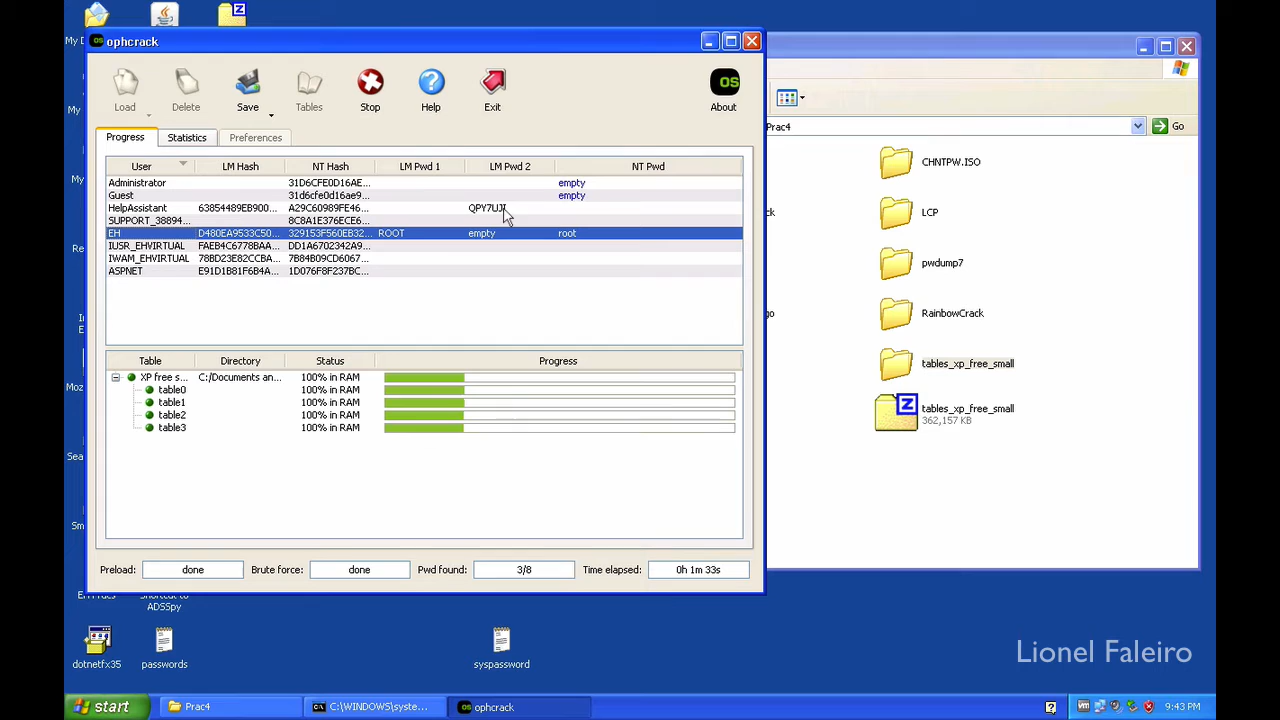 ophcrack
Load Delete Save Tables Stop Help Exit About
OS
Progress Statistics Preferences
User LM Hash NT Hash LM Pwd 1 LM Pwd 2 NT Pwd
Administrator 31D6CFE0D16AE... empty
Guest 31d6cfe0d16ae9... empty
HelpAssistant 63854489EB900... A29C60989FE46...
SUPPORT_38894... 8C8A1E376ECE6...
EH D480EA9533C50... 329153F560EB32... ROOT empty root
IUSR_EHVIRTUAL FAEB4C6778BAA... DD1A6702342A9...
IWAM_EHVIRTUAL 78BD23E82CCBA... 7B84B09CD6067...
ASPNET E91D1B81F6B4A... 1D076F8F237BC...
Table Directory Status Progress
XP free s... C:/Documents an... 100% in RAM
table0 100% in RAM
table1 100% in RAM
table2 100% in RAM
table3 100% in RAM
Preload: done Brute force: done Pwd found: 3/8 Time elapsed: 0h 1m 33s
Prac4 Go
CHNTPW.ISO
LCP
pwdump7
RainbowCrack
tables_xp_free_small
tables_xp_free_small
362,157 KB
ADSSpy
dotnetfx35 passwords syspassword
Lionel Faleiro
start Prac4 C:\WINDOWS\syste... ophcrack 9:43 PM